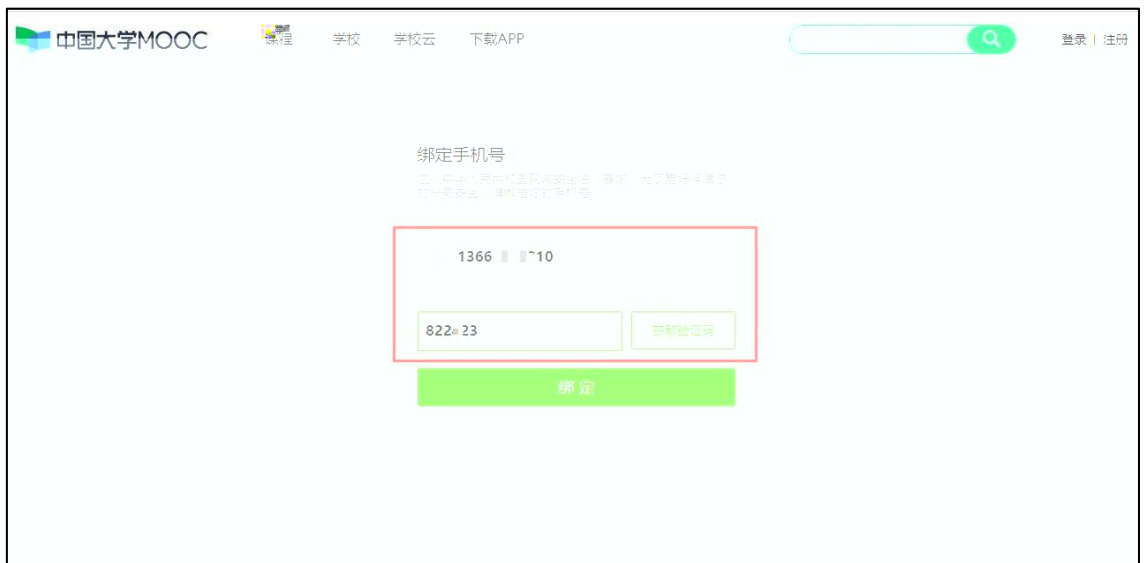 中国大学MOOC
课程
学校
学校云
下载APP
登录 | 注册
绑定手机号
1366 10
822 23
获取验证码
绑定